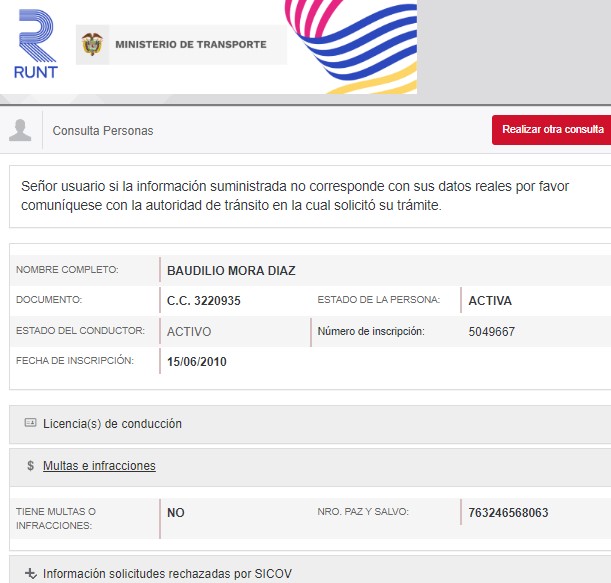 RUNT
MINISTERIO DE TRANSPORTE
Consulta Personas
Realizar otra consulta
Señor usuario si la información suministrada no corresponde con sus datos reales por favor
comuníquese con la autoridad de tránsito en la cual solicitó su trámite.
NOMBRE COMPLETO: BAUDILIO MORA DIAZ
DOCUMENTO: C.C. 3220935 ESTADO DE LA PERSONA: ACTIVA
ESTADO DEL CONDUCTOR: ACTIVO Número de inscripción: 5049667
FECHA DE INSCRIPCIÓN: 15/06/2010
Licencia(s) de conducción
$ Multas e infracciones
TIENE MULTAS O
INFRACCIONES: NO NRO. PAZ Y SALVO: 763246568063
Información solicitudes rechazadas por SICOV